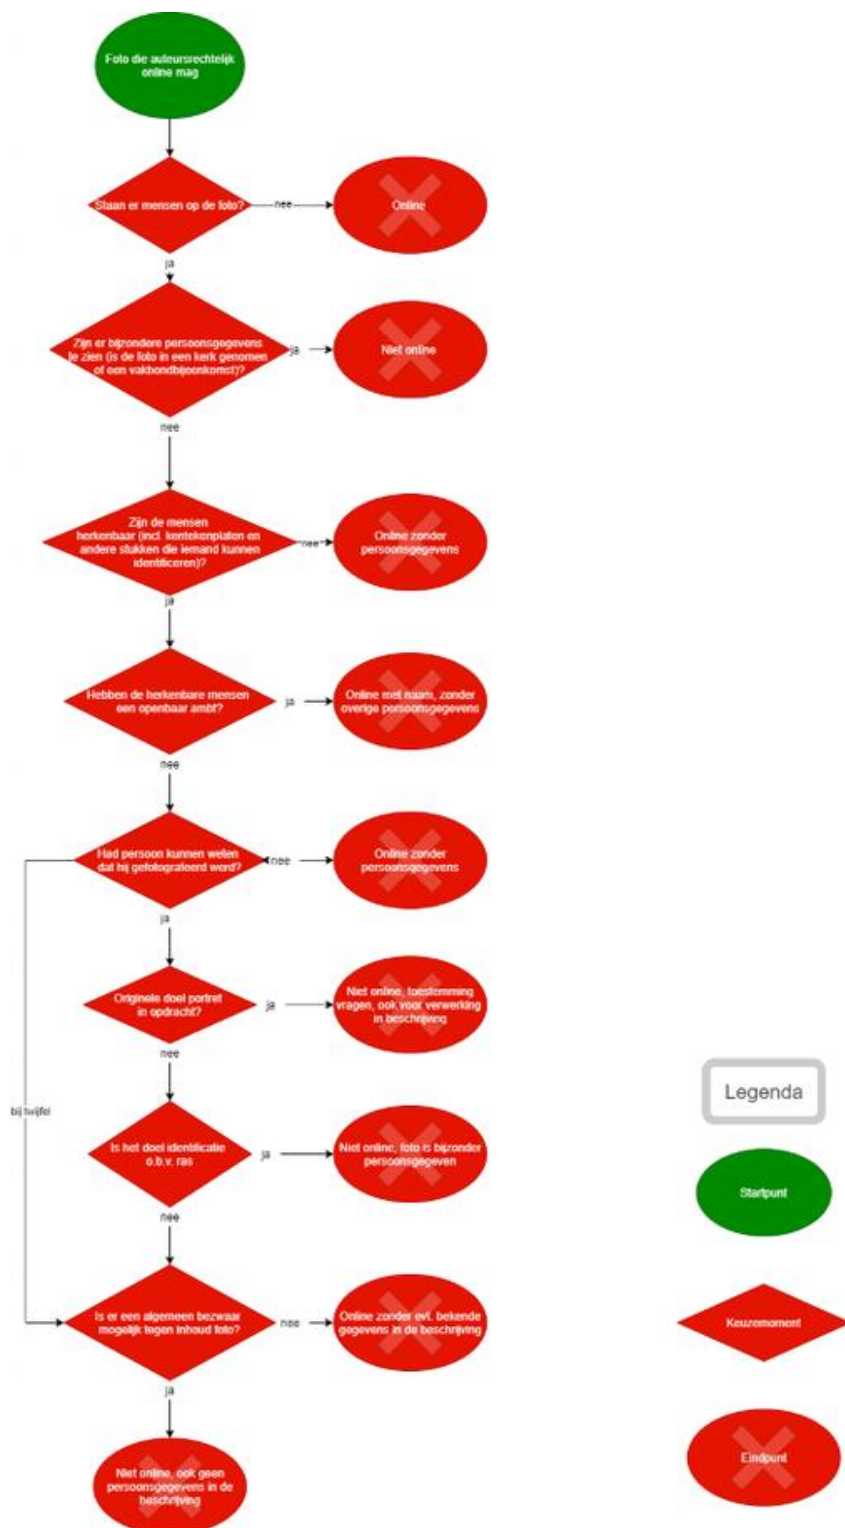 Foto die auteursrechtelijk
online mag
Staan er mensen op de foto?
nee
Online
ja
Zijn er bijzondere persoonsgegevens
te zien (is de foto in een kerk genomen
of een vakbondbijeenkomst)?
ja
Niet online
nee
Zijn de mensen
herkenbaar (incl. kentekenplaten en
andere stukken die iemand kunnen
identificeren)?
nee
Online zonder
persoonsgegevens
ja
Hebben de herkenbare mensen
een openbaar ambt?
ja
Online met naam, zonder
overige persoonsgegevens
nee
Had persoon kunnen weten
dat hij gefotografeerd werd?
nee
Online zonder
persoonsgegevens
ja
Originele doel portret
in opdracht?
ja
Niet online, toestemming
vragen, ook voor verwerking
in beschrijving
nee
bij twijfel
Is het doel identificatie
o.b.v. ras
ja
Niet online, foto is bijzonder
persoonsgegeven
nee
Is er een algemeen bezwaar
mogelijk tegen inhoud foto?
nee
Online zonder evt. bekende
gegevens in de beschrijving
ja
Niet online, ook geen
persoonsgegevens in de
beschrijving
Legenda
Startpunt
Keuzemoment
Eindpunt